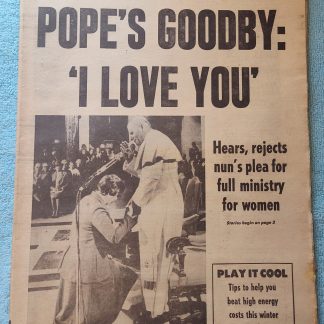 POPE'S GOODBY:
'I LOVE YOU'
Hears, rejects
nun's plea for
full ministry
for women
Stories begin on page 3
PLAY IT COOL
Tips to help you
beat high energy
costs this winter